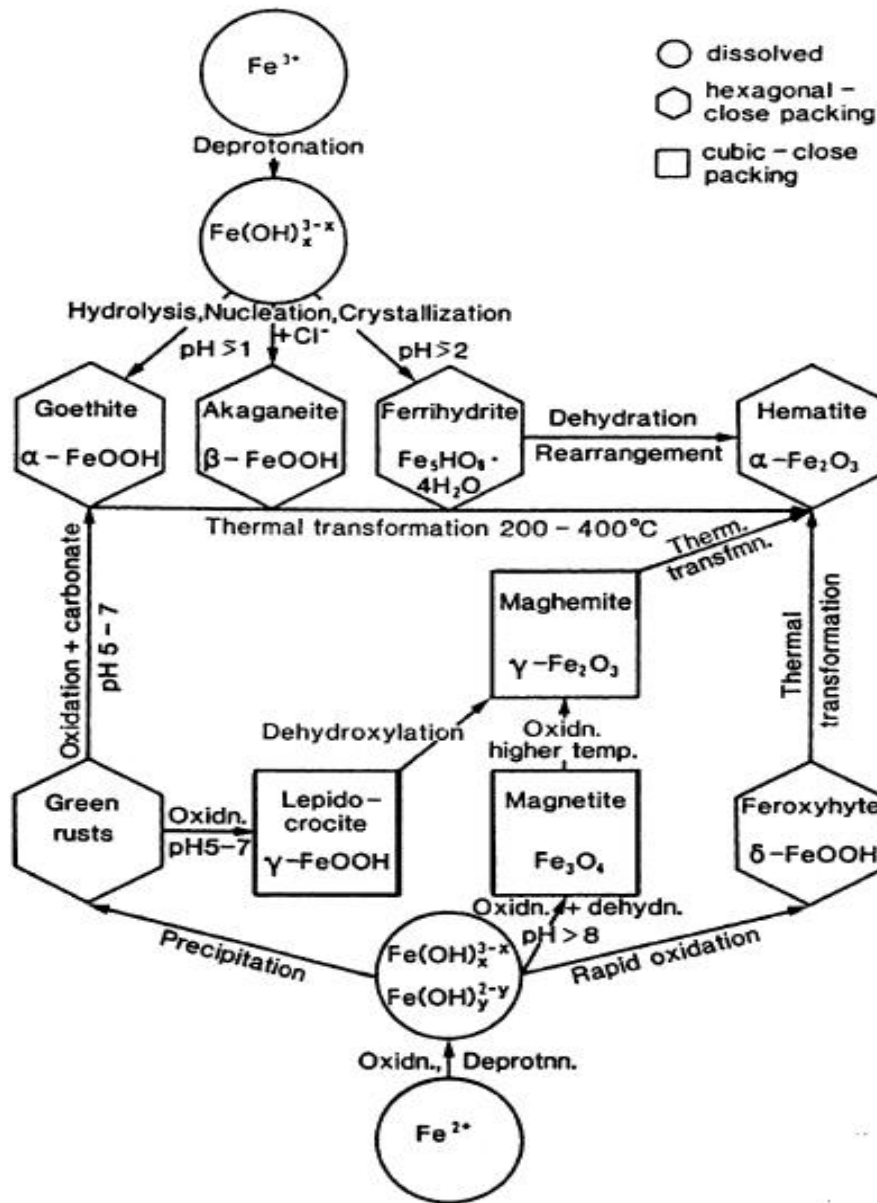 Fe³⁺
dissolved
hexagonal-
close packing
cubic-close
packing
Deprotonation
Fe(OH)ₓ³⁻ˣ
Hydrolysis,Nucleation,Crystallization
+Cl⁻
pH ≶1
pH ≶2
Goethite
α-FeOOH
Akaganeite
β-FeOOH
Ferrihydrite
Fe₅HO₈·
4H₂O
Dehydration
Rearrangement
Hematite
α-Fe₂O₃
Thermal transformation 200-400°C
Therm.
transfmn.
Oxidation + carbonate
pH 5-7
Maghemite
γ-Fe₂O₃
Thermal
transformation
Dehydroxylation
Oxidn.
higher temp.
Green
rusts
Oxidn.
pH5-7
Lepido-
crocite
γ-FeOOH
Magnetite
Fe₃O₄
Feroxyhyte
δ-FeOOH
Oxidn. + dehydn.
pH>8
Precipitation
Fe(OH)ₓ³⁻ˣ
Fe(OH)ᵧ²⁻ʸ
Rapid oxidation
Oxidn., Deprotnn.
Fe²⁺